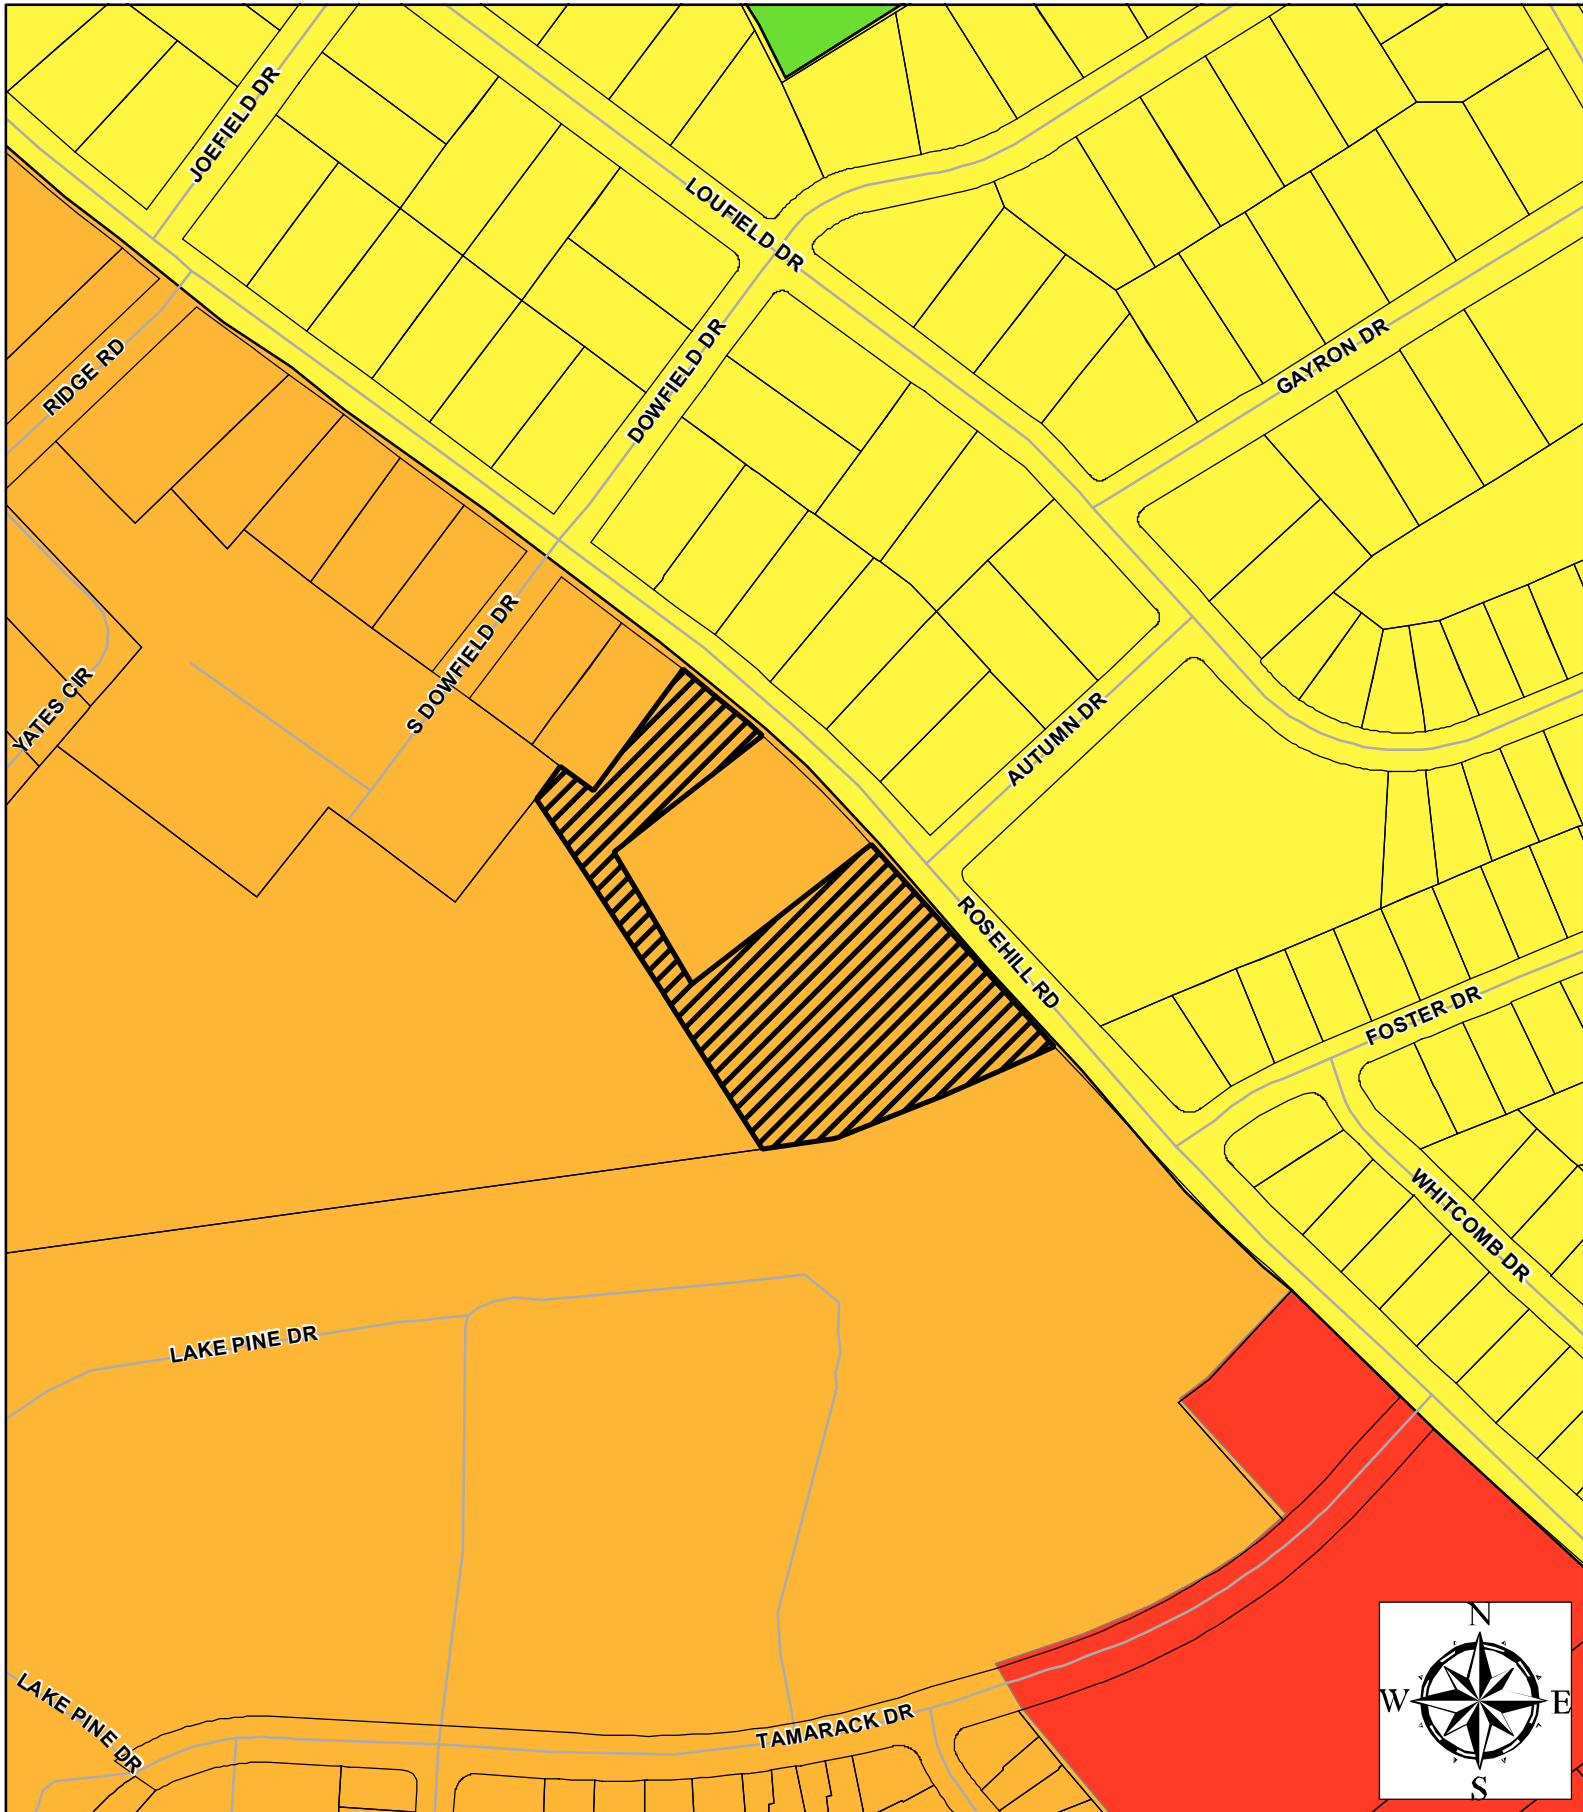 JOEFIELD DR
LOUFIELD DR
RIDGE RD
DOWFIELD DR
GAYRON DR
S DOWFIELD DR
YATES CIR
AUTUMN DR
ROSEHILL RD
FOSTER DR
WHITCOMB DR
LAKE PINE DR
LAKE PINE DR
TAMARACK DR
N
W
E
S